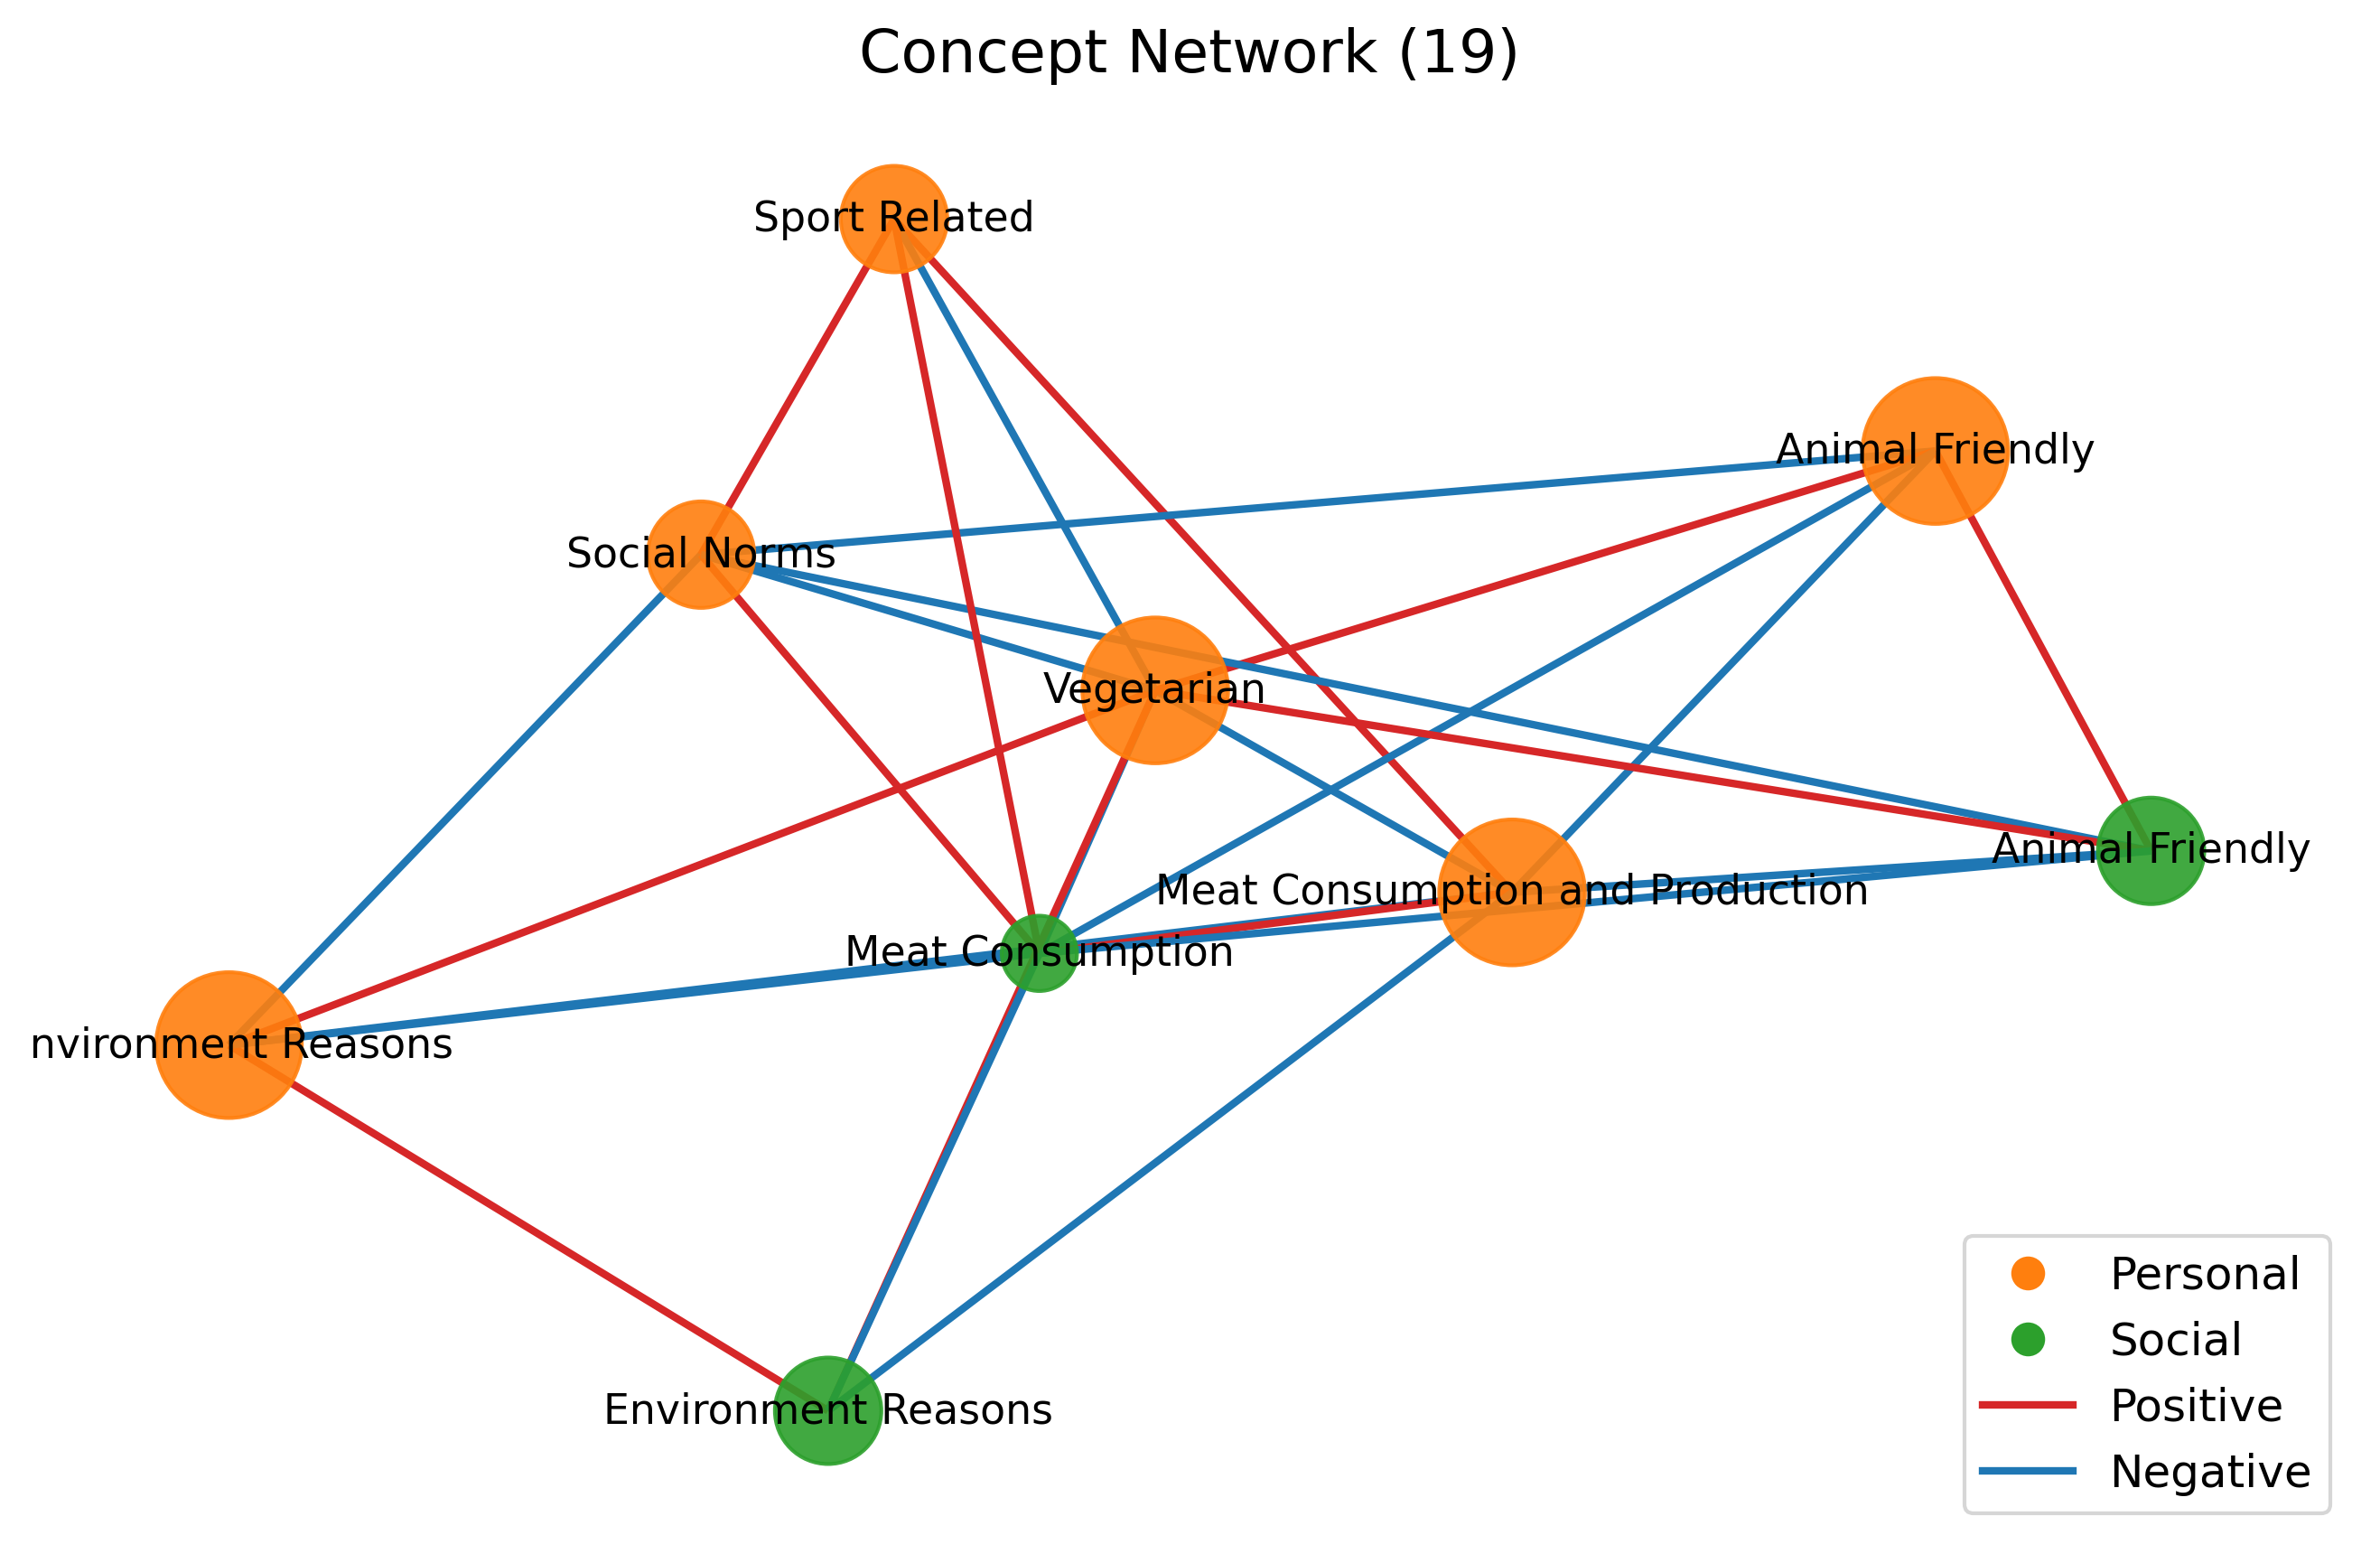 Concept Network (19)
Sport Related
Animal Friendly
Social Norms
Vegetarian
Animal Friendly
Meat Consumption and Production
Meat Consumption
nvironment Reasons
Environment Reasons
Personal
Social
Positive
Negative